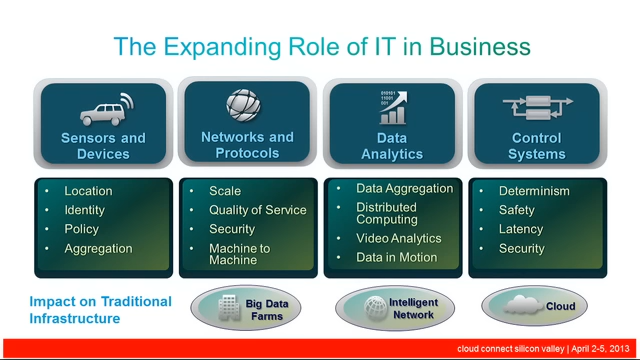 The Expanding Role of IT in Business
Sensors and
Devices
Networks and
Protocols
010101
11001
001
Data
Analytics
Control
Systems
• Location
• Identity
• Policy
• Aggregation
• Scale
• Quality of Service
• Security
• Machine to
Machine
• Data Aggregation
• Distributed
Computing
• Video Analytics
• Data in Motion
• Determinism
• Safety
• Latency
• Security
Impact on Traditional
Infrastructure
Big Data
Farms
Intelligent
Network
Cloud
cloud connect silicon valley | April 2-5, 2013